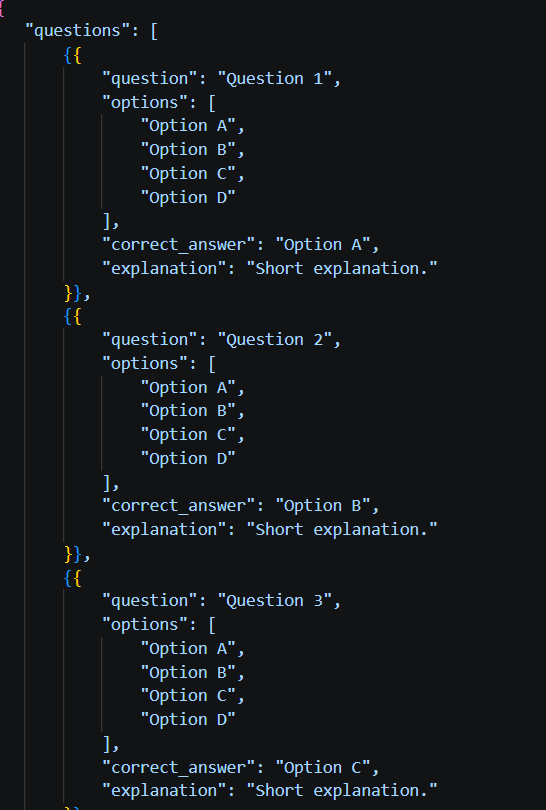 {
"questions": [
{{
"question": "Question 1",
"options": [
"Option A",
"Option B",
"Option C",
"Option D"
],
"correct_answer": "Option A",
"explanation": "Short explanation."
}},
{{
"question": "Question 2",
"options": [
"Option A",
"Option B",
"Option C",
"Option D"
],
"correct_answer": "Option B",
"explanation": "Short explanation."
}},
{{
"question": "Question 3",
"options": [
"Option A",
"Option B",
"Option C",
"Option D"
],
"correct_answer": "Option C",
"explanation": "Short explanation."